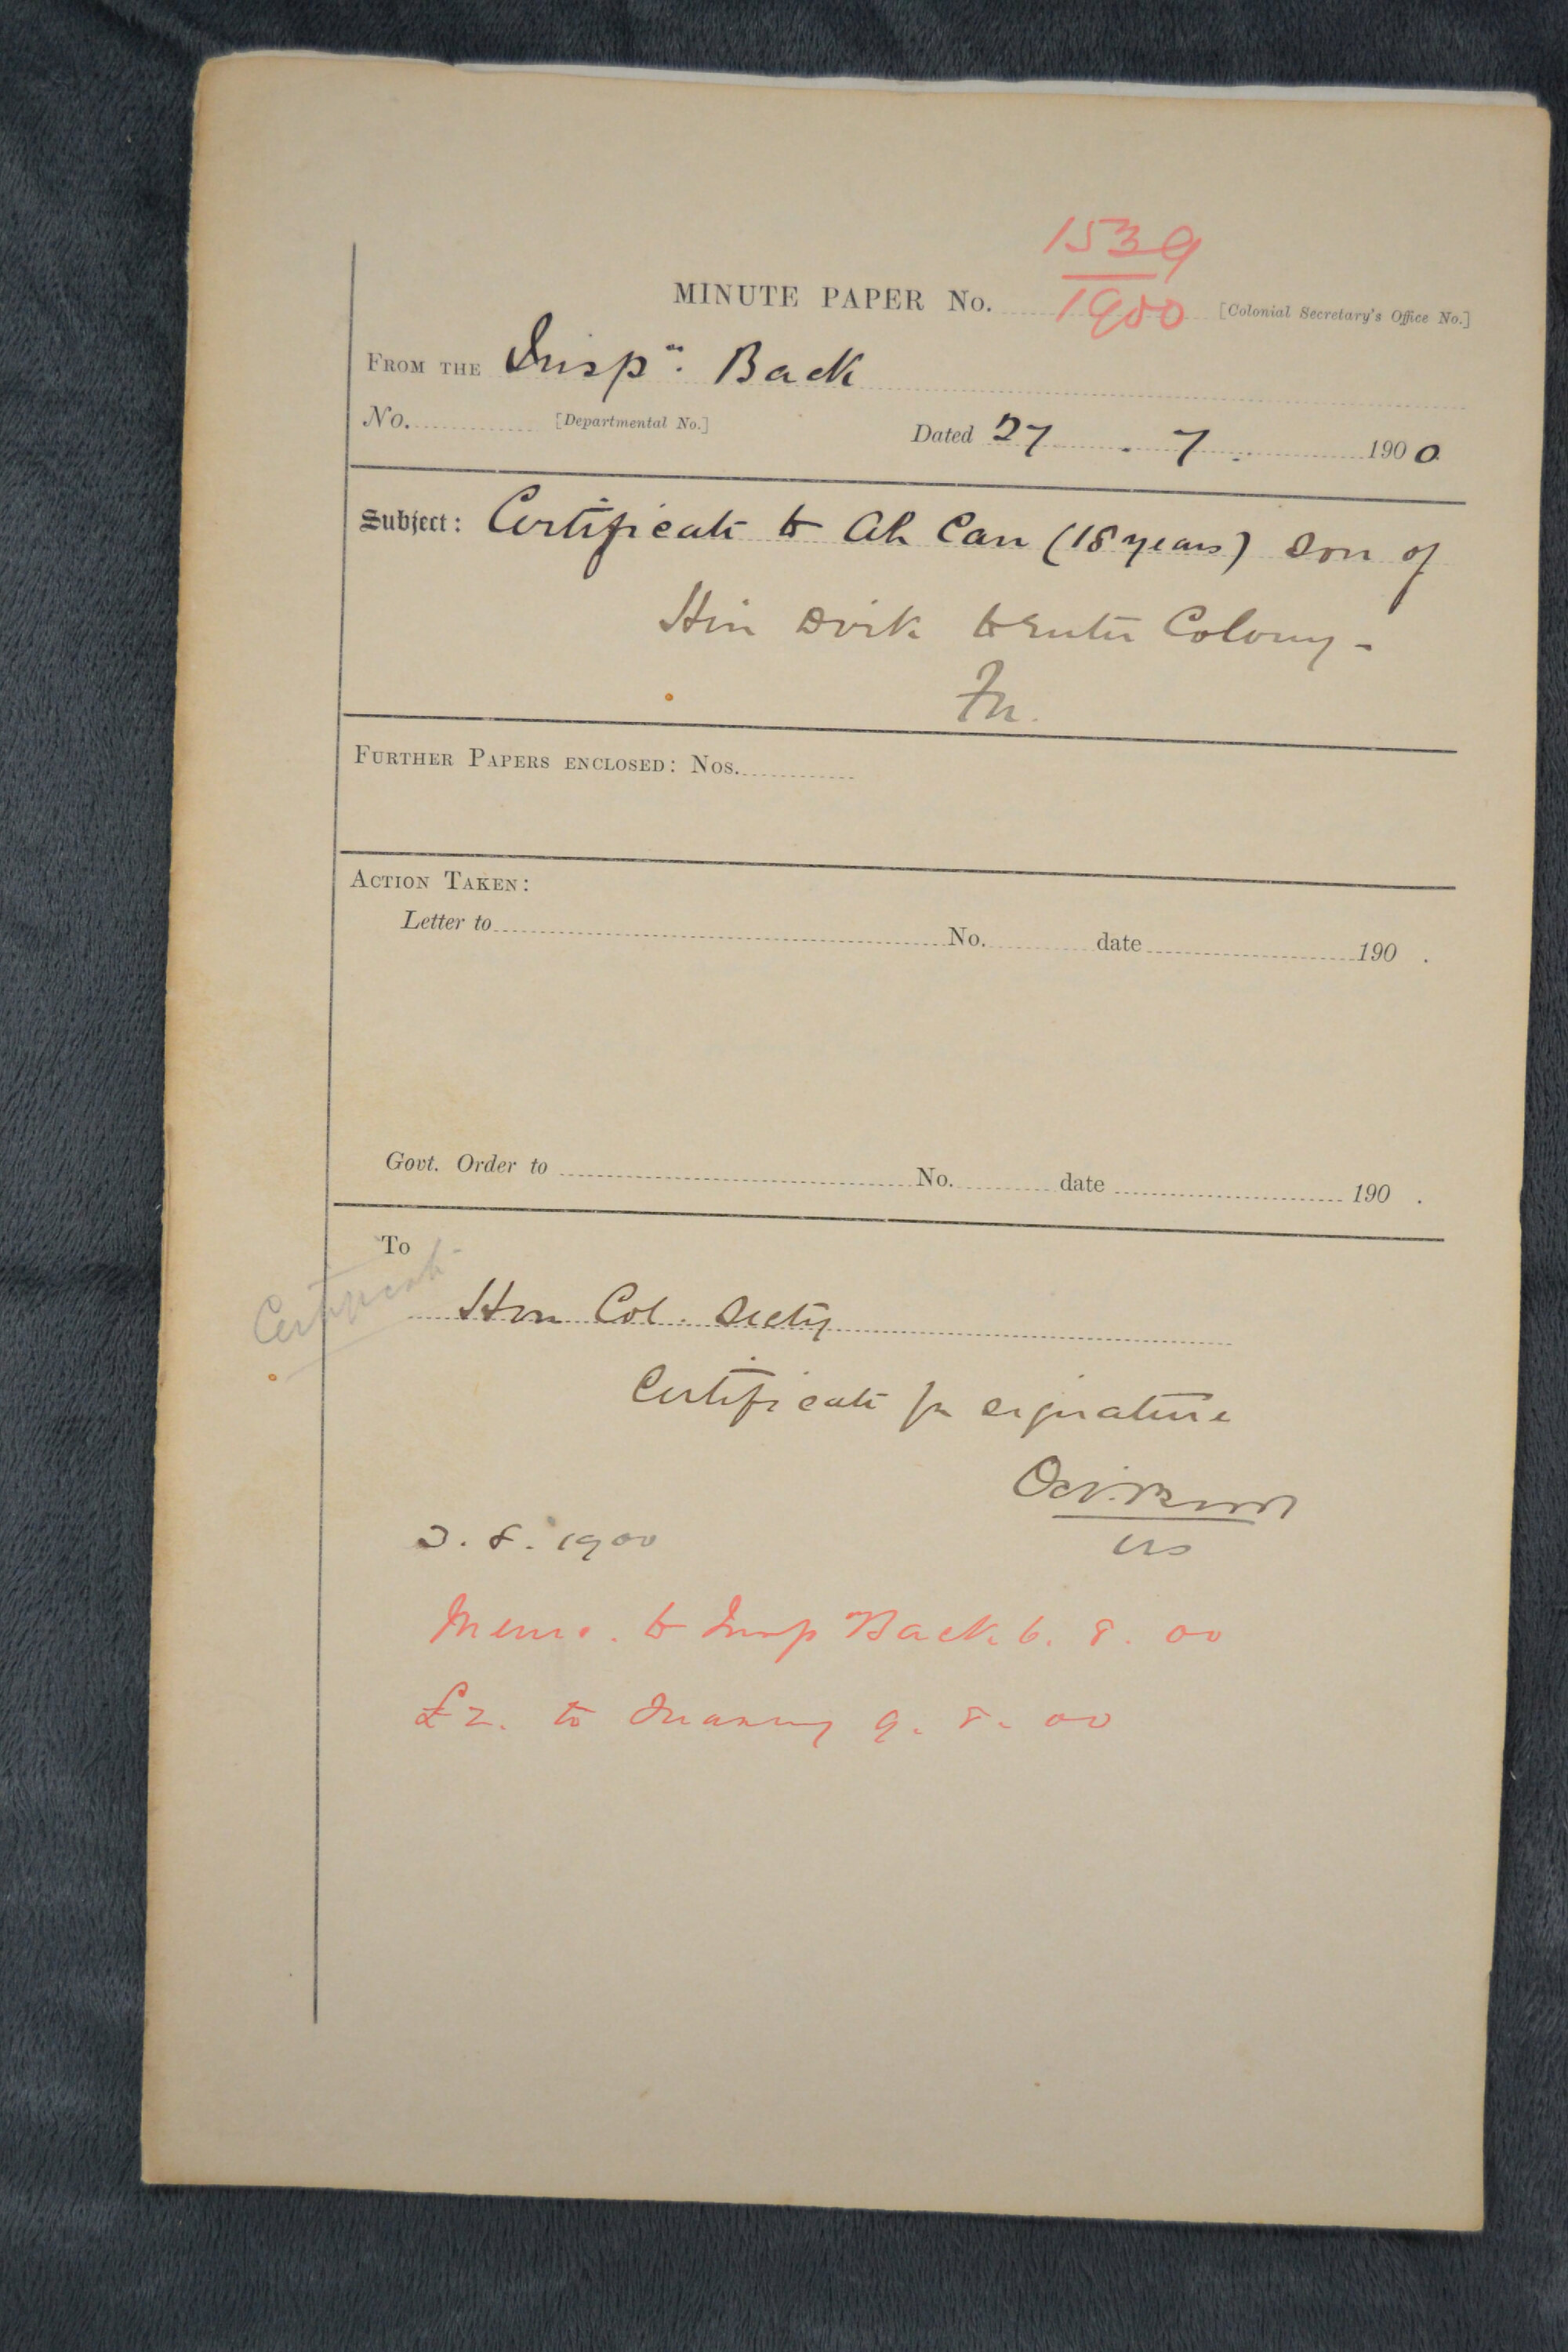 1539
1900
MINUTE PAPER No. [Colonial Secretary's Office No.]
FROM THE Inspr. Back
No. [Departmental No.] Dated 27 . 7 . 1900
Subject: Certificate to Ah Can (18 years) son of
Hin to enter Colony -
FURTHER PAPERS ENCLOSED: Nos.
ACTION TAKEN:
Letter to No. date 190 .
Govt. Order to No. date 190 .
To
Certificate
Hon Col. Secty
Certificate for signature
3. 8. 1900
Memo. to Insp Back 6. 8. 00
£2. to Treasury 9. 8. 00